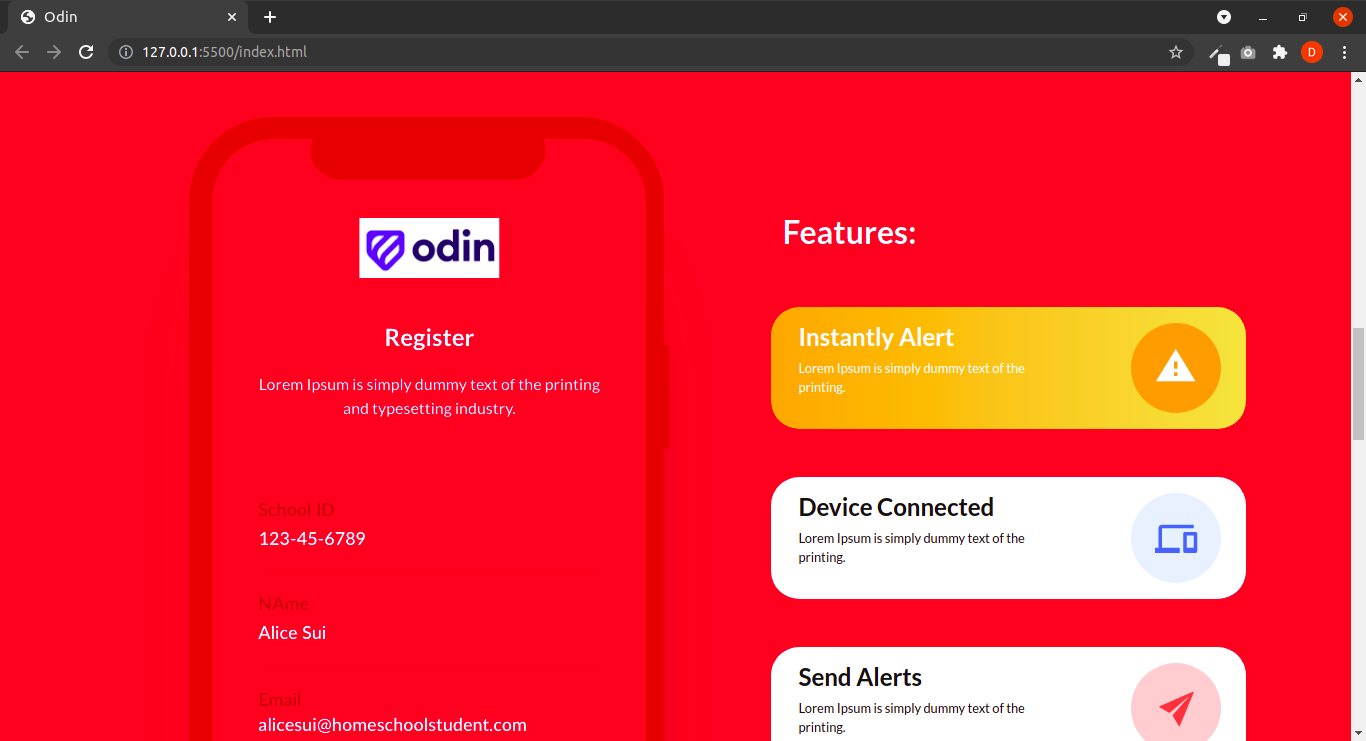 Odin
127.0.0.1:5500/index.html
D
odin
Register
Lorem Ipsum is simply dummy text of the printing
and typesetting industry.
School ID
123-45-6789
NAme
Alice Sui
Email
alicesui@homeschoolstudent.com
Features:
Instantly Alert
Lorem Ipsum is simply dummy text of the
printing.
Device Connected
Lorem Ipsum is simply dummy text of the
printing.
Send Alerts
Lorem Ipsum is simply dummy text of the
printing.